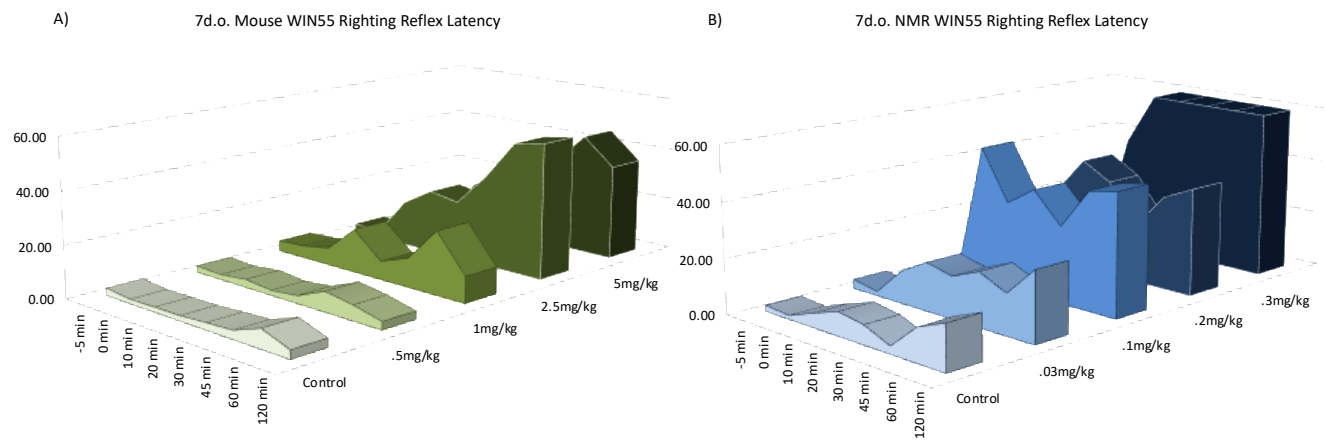 A)
7d.o. Mouse WIN55 Righting Reflex Latency
60.00
40.00
20.00
0.00
-5 min
0 min
10 min
20 min
30 min
45 min
60 min
120 min
Control
.5mg/kg
1mg/kg
2.5mg/kg
5mg/kg
B)
7d.o. NMR WIN55 Righting Reflex Latency
60.00
40.00
20.00
0.00
-5 min
0 min
10 min
20 min
30 min
45 min
60 min
120 min
Control
.03mg/kg
.1mg/kg
.2mg/kg
.3mg/kg